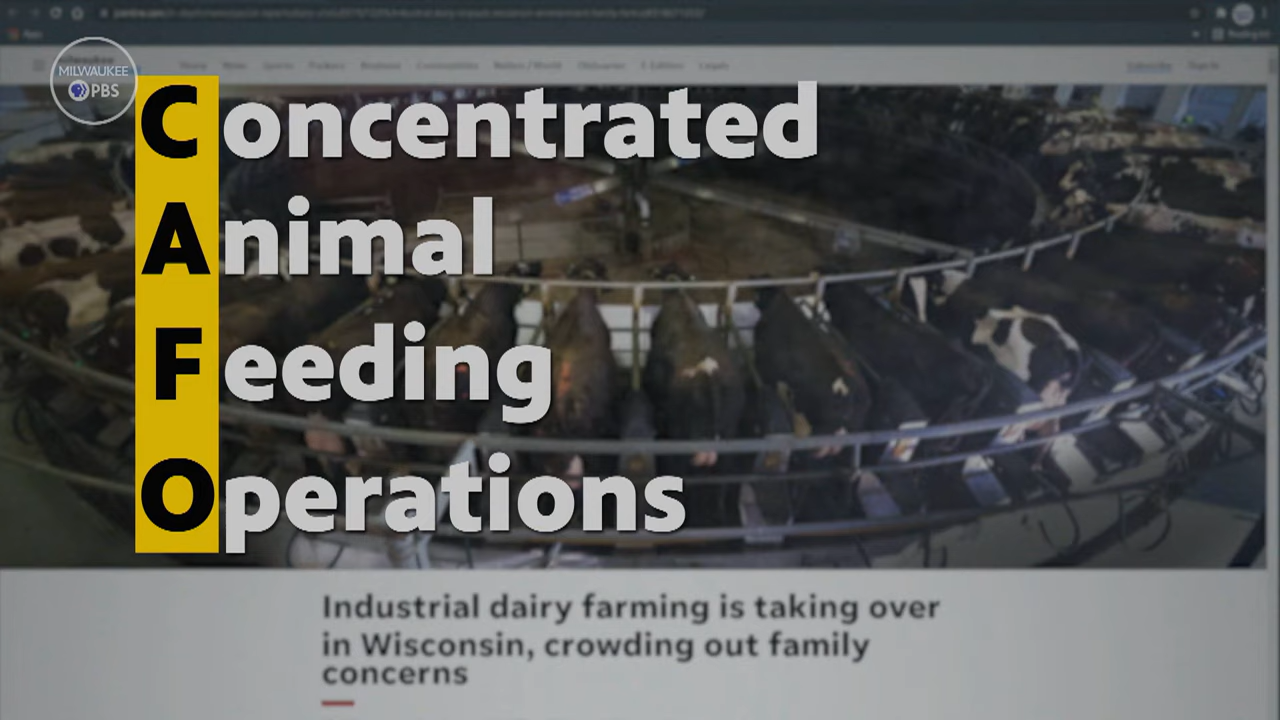 MILWAUKEE
PBS
Concentrated
Animal
Feeding
Operations
Industrial dairy farming is taking over
in Wisconsin, crowding out family
concerns